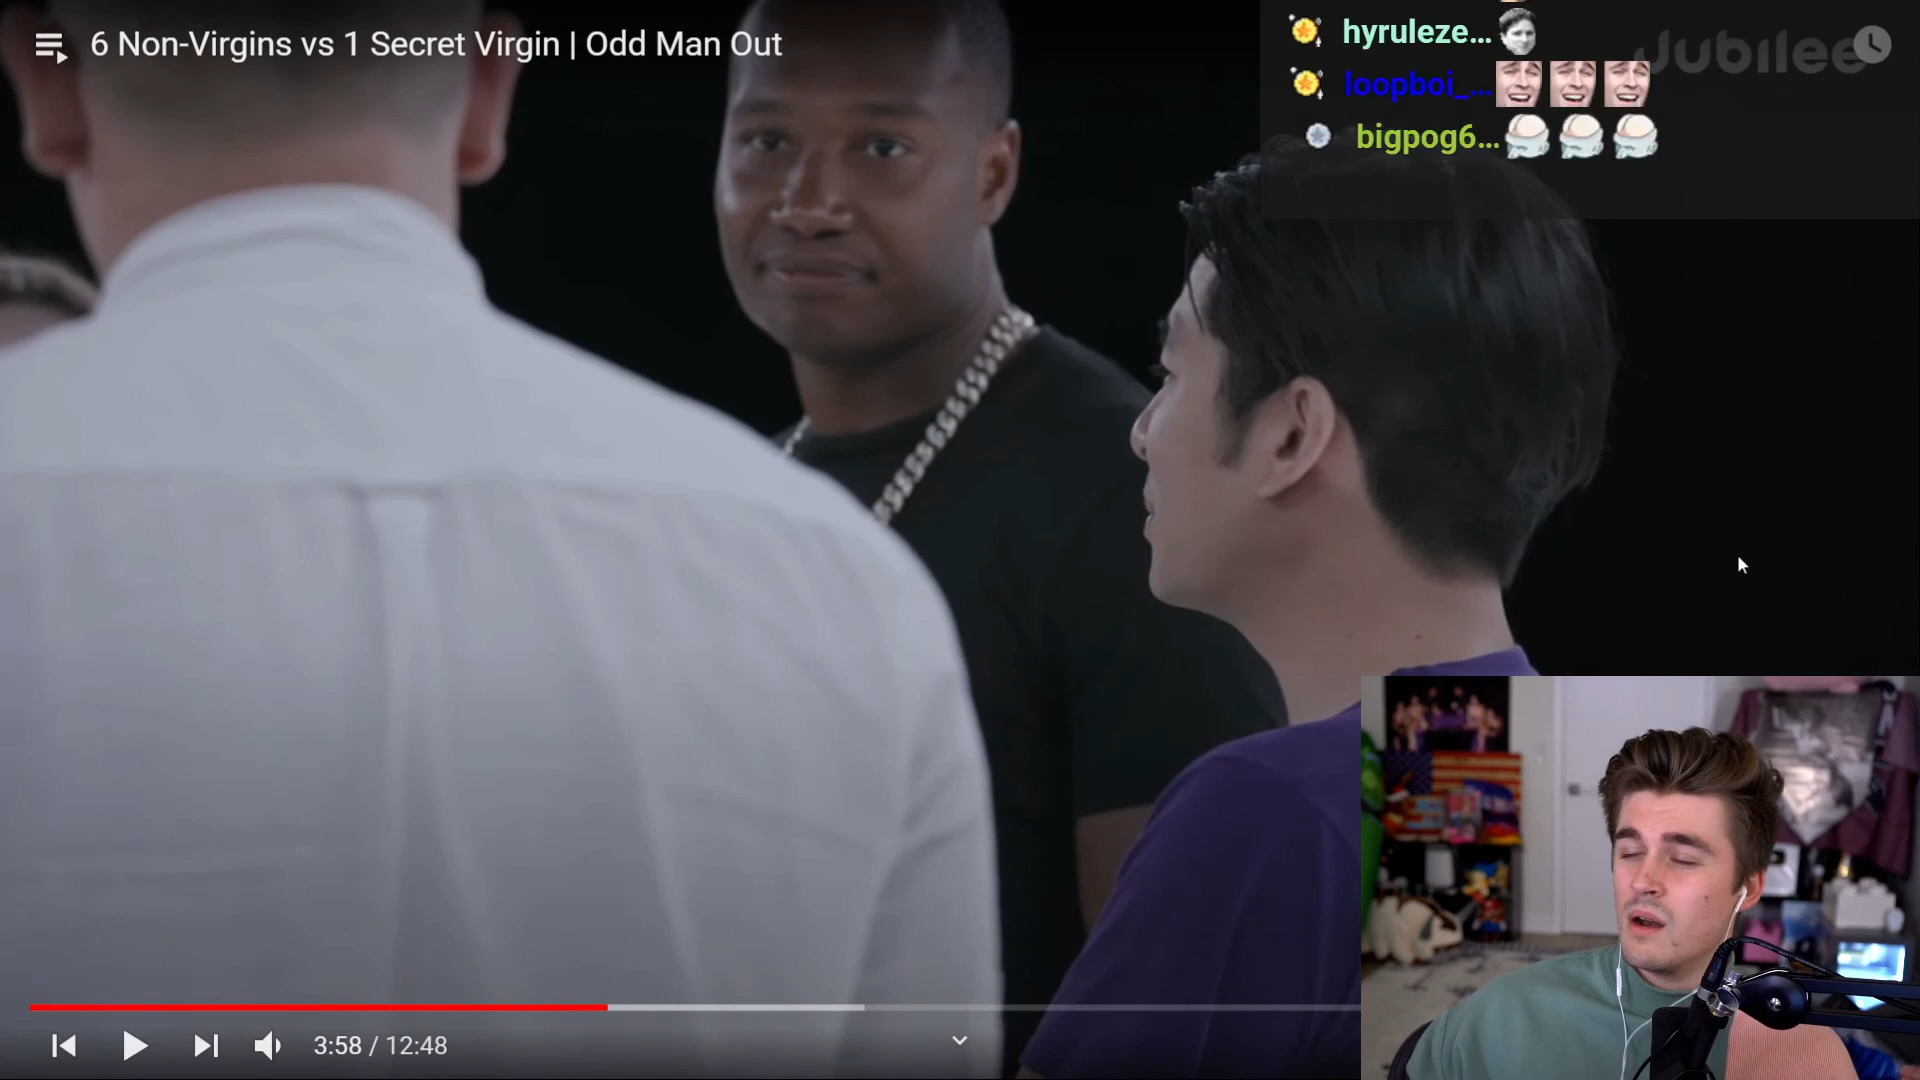 6 Non-Virgins vs 1 Secret Virgin | Odd Man Out
Jubilee
hyruleze...
loopboi_...
bigpog6...
3:58 / 12:48